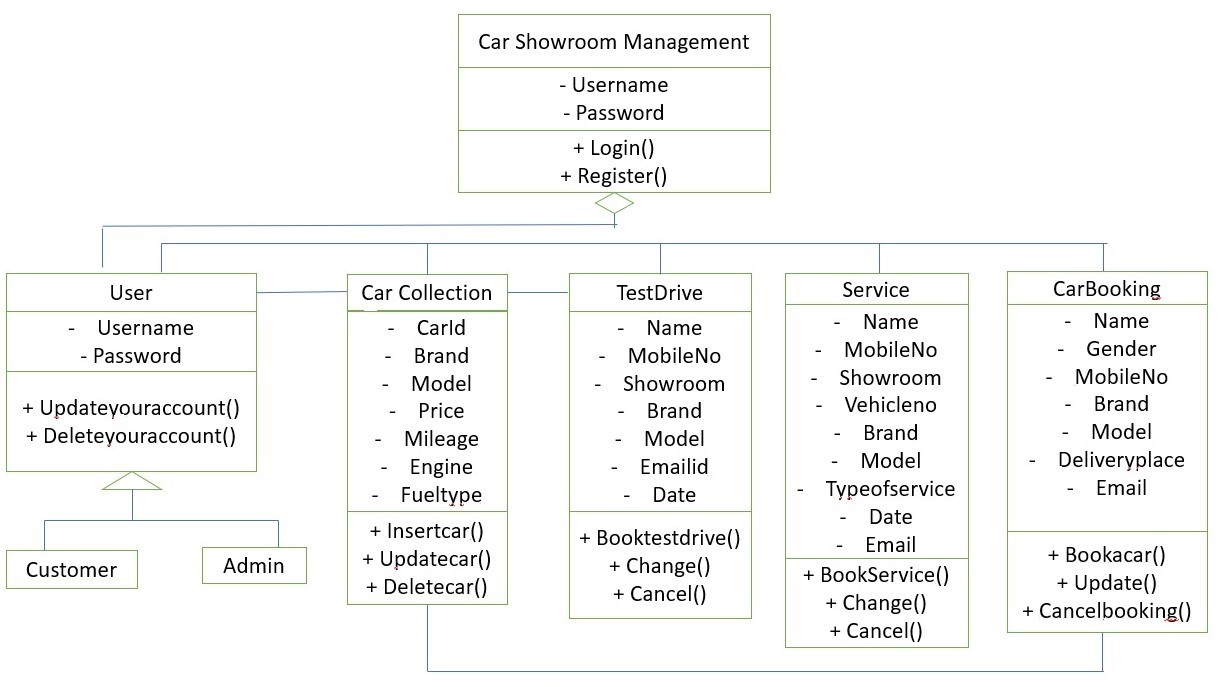 Car Showroom Management
- Username
- Password
+ Login()
+ Register()
User
- Username
- Password
+ Updateyouraccount()
+ Deleteyouraccount()
Customer
Admin
Car Collection
- CarId
- Brand
- Model
- Price
- Mileage
- Engine
- Fueltype
+ Insertcar()
+ Updatecar()
+ Deletecar()
TestDrive
- Name
- MobileNo
- Showroom
- Brand
- Model
- Emailid
- Date
+ Booktestdrive()
+ Change()
+ Cancel()
Service
- Name
- MobileNo
- Showroom
- Vehicleno
- Brand
- Model
- Typeofservice
- Date
- Email
+ BookService()
+ Change()
+ Cancel()
CarBooking
- Name
- Gender
- MobileNo
- Brand
- Model
- Deliveryplace
- Email
+ Bookacar()
+ Update()
+ Cancelbooking()